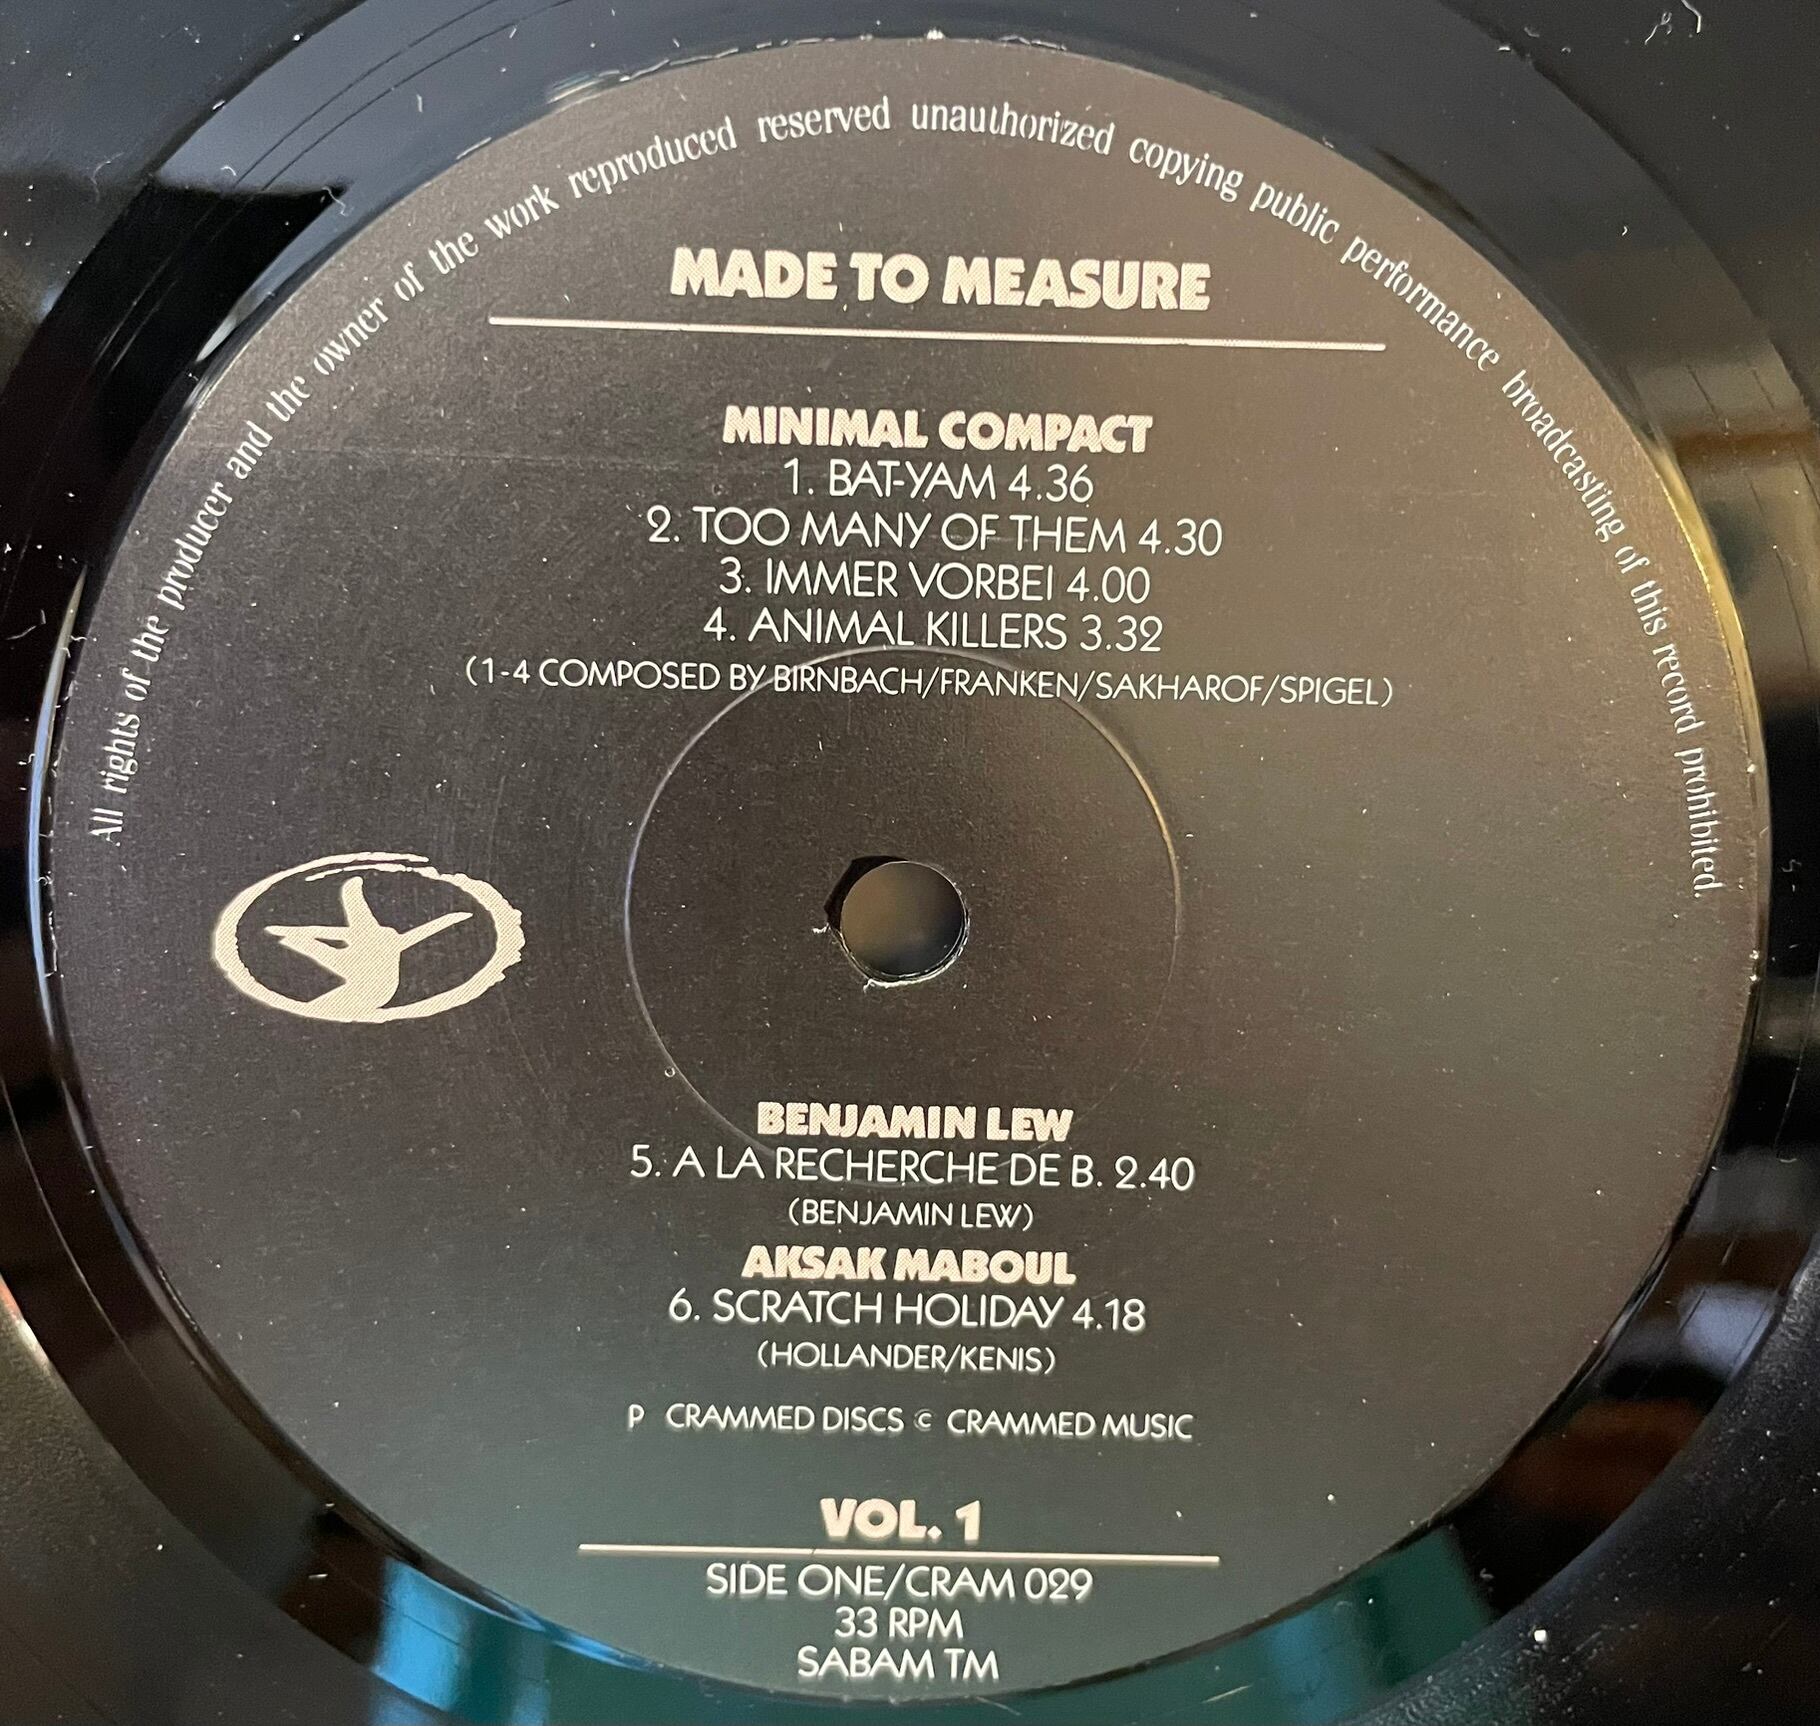 All rights of the producer and the owner of the work reproduced reserved unauthorized copying public performance broadcasting of this record prohibited.
MADE TO MEASURE
MINIMAL COMPACT
1. BAT-YAM 4.36
2. TOO MANY OF THEM 4.30
3. IMMER VORBEI 4.00
4. ANIMAL KILLERS 3.32
(1-4 COMPOSED BY BIRNBACH/FRANKEN/SAKHAROF/SPIGEL)
BENJAMIN LEW
5. A LA RECHERCHE DE B. 2.40
(BENJAMIN LEW)
AKSAK MABOUL
6. SCRATCH HOLIDAY 4.18
(HOLLANDER/KENIS)
P CRAMMED DISCS © CRAMMED MUSIC
VOL. 1
SIDE ONE/CRAM 029
33 RPM
SABAM TM